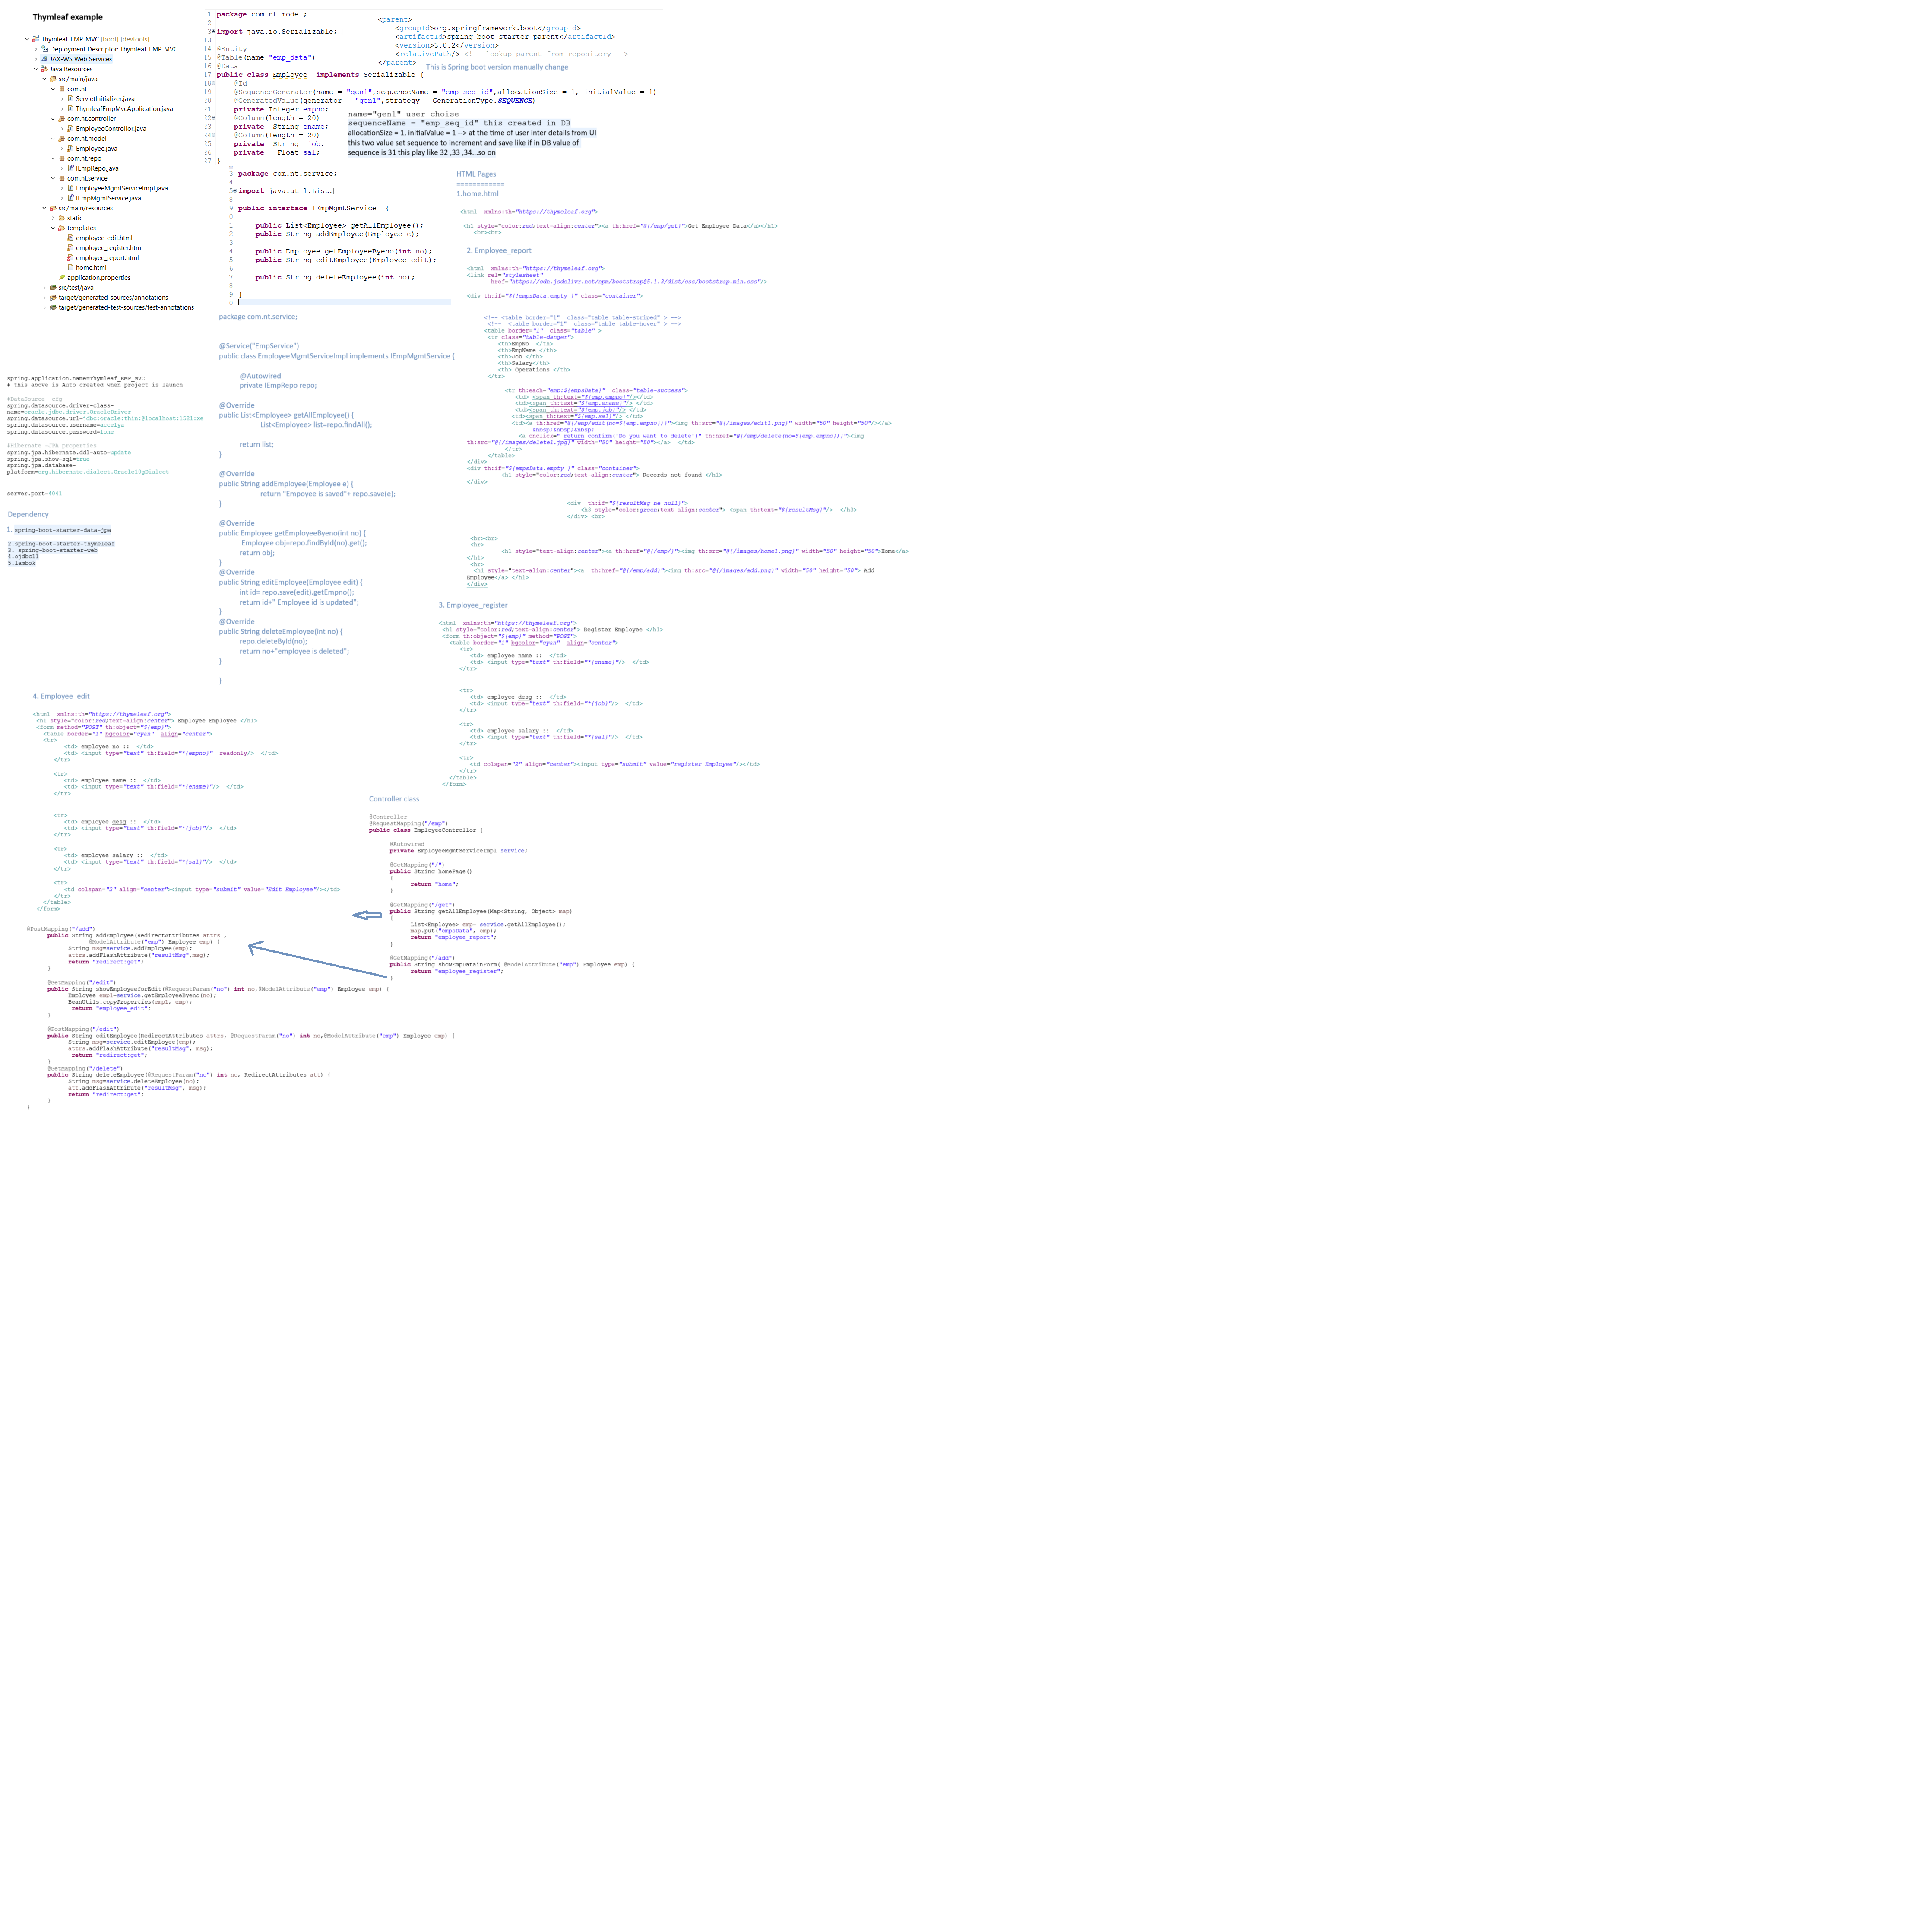 Thymleaf example
Thymleaf_EMP_MVC [boot] [devtools]
Deployment Descriptor: Thymleaf_EMP_MVC
JAX-WS Web Services
Java Resources
src/main/java
com.nt
ServletInitializer.java
ThymleafEmpMvcApplication.java
com.nt.controller
EmployeeControllor.java
com.nt.model
Employee.java
com.nt.repo
IEmpRepo.java
com.nt.service
EmployeeMgmtServiceImpl.java
IEmpMgmtService.java
src/main/resources
static
templates
employee_edit.html
employee_register.html
employee_report.html
home.html
application.properties
src/test/java
target/generated-sources/annotations
target/generated-test-sources/test-annotations
1 package com.nt.model;
2
3 import java.io.Serializable;
13
14 @Entity
15 @Table(name="emp_data")
16 @Data
17 public class Employee  implements Serializable {
18 @Id
19 @SequenceGenerator(name = "gen1",sequenceName = "emp_seq_id",allocationSize = 1, initialValue = 1)
20 @GeneratedValue(generator = "gen1",strategy = GenerationType.SEQUENCE)
21 private Integer empno;
22 @Column(length = 20)
23 private  String ename;
24 @Column(length = 20)
25 private  String  job;
26 private   Float sal;
27 }
<parent>
<groupId>org.springframework.boot</groupId>
<artifactId>spring-boot-starter-parent</artifactId>
<version>3.0.2</version>
<relativePath/> <!-- lookup parent from repository -->
</parent>
This is Spring boot version manually change
name="gen1" user choise
sequenceName = "emp_seq_id" this created in DB
allocationSize = 1, initialValue = 1 --> at the time of user inter details from UI
this two value set sequence to increment and save like if in DB value of
sequence is 31 this play like 32 ,33 ,34...so on
3 package com.nt.service;
4
5 import java.util.List;
8
9 public interface IEmpMgmtService  {
0
1 public List<Employee> getAllEmployee();
2 public String addEmployee(Employee e);
3
4 public Employee getEmployeeByeno(int no);
5 public String editEmployee(Employee edit);
6
7 public String deleteEmployee(int no);
8
9 }
0
package com.nt.service;
@Service("EmpService")
public class EmployeeMgmtServiceImpl implements IEmpMgmtService {
@Autowired
private IEmpRepo repo;
@Override
public List<Employee> getAllEmployee() {
List<Employee> list=repo.findAll();
return list;
}
@Override
public String addEmployee(Employee e) {
return "Empoyee is saved"+ repo.save(e);
}
@Override
public Employee getEmployeeByeno(int no) {
Employee obj=repo.findById(no).get();
return obj;
}
@Override
public String editEmployee(Employee edit) {
int id= repo.save(edit).getEmpno();
return id+" Employee id is updated";
}
@Override
public String deleteEmployee(int no) {
repo.deleteById(no);
return no+"employee is deleted";
}
}
spring.application.name=Thymleaf_EMP_MVC
# this above is Auto created when project is launch
#DataSource  cfg
spring.datasource.driver-class-
name=oracle.jdbc.driver.OracleDriver
spring.datasource.url=jdbc:oracle:thin:@localhost:1521:xe
spring.datasource.username=accelya
spring.datasource.password=lone
#Hibernate -JPA properties
spring.jpa.hibernate.ddl-auto=update
spring.jpa.show-sql=true
spring.jpa.database-
platform=org.hibernate.dialect.Oracle10gDialect
server.port=4041
Dependency
1. spring-boot-starter-data-jpa
2.spring-boot-starter-thymeleaf
3. spring-boot-starter-web
4.ojdbc11
5.lambok
HTML Pages
============
1.home.html
<html  xmlns:th="https://thymeleaf.org">
<h1 style="color:red;text-align:center"><a th:href="@{/emp/get}">Get Employee Data</a></h1>
<br><br>
2. Employee_report
<html  xmlns:th="https://thymeleaf.org">
<link rel="stylesheet"
href="https://cdn.jsdelivr.net/npm/bootstrap@5.1.3/dist/css/bootstrap.min.css"/>
<div th:if="${!empsData.empty }" class="container">
<!-- <table border="1"  class="table table-striped" > -->
<!--  <table border="1"  class="table table-hover" > -->
<table border="1"  class="table" >
<tr class="table-danger">
<th>EmpNo  </th>
<th>EmpName </th>
<th>Job </th>
<th>Salary</th>
<th> Operations </th>
</tr>
<tr th:each="emp:${empsData}"  class="table-success">
<td> <span th:text="${emp.empno}"/></td>
<td><span th:text="${emp.ename}"/> </td>
<td><span th:text="${emp.job}"/> </td>
<td><span th:text="${emp.sal}"/> </td>
<td><a th:href="@{/emp/edit(no=${emp.empno})}"><img th:src="@{/images/edit1.png}" width="50" height="50"/></a>
&nbsp;&nbsp;&nbsp;
<a onclick=" return confirm('Do you want to delete')" th:href="@{/emp/delete(no=${emp.empno})}"><img
th:src="@{/images/delete1.jpg}" width="50" height="50"></a>  </td>
</tr>
</table>
</div>
<div th:if="${empsData.empty }" class="container">
<h1 style="color:red;text-align:center"> Records not found </h1>
</div>
<div  th:if="${resultMsg ne null}">
<h3 style="color:green;text-align:center"> <span th:text="${resultMsg}"/>  </h3>
</div> <br>
<br><br>
<hr>
<h1 style="text-align:center"><a th:href="@{/emp/}"><img th:src="@{/images/home1.png}" width="50" height="50">Home</a>
</h1>
<hr>
<h1 style="text-align:center"><a  th:href="@{/emp/add}"><img th:src="@{/images/add.png}" width="50" height="50"> Add
Employee</a> </h1>
</div>
3. Employee_register
<html  xmlns:th="https://thymeleaf.org">
<h1 style="color:red;text-align:center"> Register Employee </h1>
<form th:object="${emp}" method="POST">
<table border="1" bgcolor="cyan"  align="center">
<tr>
<td> employee name ::  </td>
<td> <input type="text" th:field="*{ename}"/>  </td>
</tr>
<tr>
<td> employee desg ::  </td>
<td> <input type="text" th:field="*{job}"/>  </td>
</tr>
<tr>
<td> employee salary ::  </td>
<td> <input type="text" th:field="*{sal}"/>  </td>
</tr>
<tr>
<td colspan="2" align="center"><input type="submit" value="register Employee"/></td>
</tr>
</table>
</form>
4. Employee_edit
<html  xmlns:th="https://thymeleaf.org">
<h1 style="color:red;text-align:center"> Employee Employee </h1>
<form method="POST" th:object="${emp}">
<table border="1" bgcolor="cyan"  align="center">
<tr>
<td> employee no ::  </td>
<td> <input type="text" th:field="*{empno}"  readonly/>  </td>
</tr>
<tr>
<td> employee name ::  </td>
<td> <input type="text" th:field="*{ename}"/>  </td>
</tr>
<tr>
<td> employee desg ::  </td>
<td> <input type="text" th:field="*{job}"/>  </td>
</tr>
<tr>
<td> employee salary ::  </td>
<td> <input type="text" th:field="*{sal}"/>  </td>
</tr>
<tr>
<td colspan="2" align="center"><input type="submit" value="Edit Employee"/></td>
</tr>
</table>
</form>
Controller class
@Controller
@RequestMapping("/emp")
public class EmployeeControllor {
@Autowired
private EmployeeMgmtServiceImpl service;
@GetMapping("/")
public String homePage()
{
return "home";
}
@GetMapping("/get")
public String getAllEmployee(Map<String, Object> map)
{
List<Employee> emp= service.getAllEmployee();
map.put("empsData", emp);
return "employee_report";
}
@GetMapping("/add")
public String showEmpDatainForm( @ModelAttribute("emp") Employee emp) {
return "employee_register";
}
@PostMapping("/add")
public String addEmployee(RedirectAttributes attrs ,
@ModelAttribute("emp") Employee emp) {
String msg=service.addEmployee(emp);
attrs.addFlashAttribute("resultMsg",msg);
return "redirect:get";
}
@GetMapping("/edit")
public String showEmployeeforEdit(@RequestParam("no") int no,@ModelAttribute("emp") Employee emp) {
Employee emp1=service.getEmployeeByeno(no);
BeanUtils.copyProperties(emp1, emp);
return "employee_edit";
}
@PostMapping("/edit")
public String editEmployee(RedirectAttributes attrs, @RequestParam("no") int no,@ModelAttribute("emp") Employee emp) {
String msg=service.editEmployee(emp);
attrs.addFlashAttribute("resultMsg", msg);
return "redirect:get";
}
@GetMapping("/delete")
public String deleteEmployee(@RequestParam("no") int no, RedirectAttributes att) {
String msg=service.deleteEmployee(no);
att.addFlashAttribute("resultMsg", msg);
return "redirect:get";
}
}